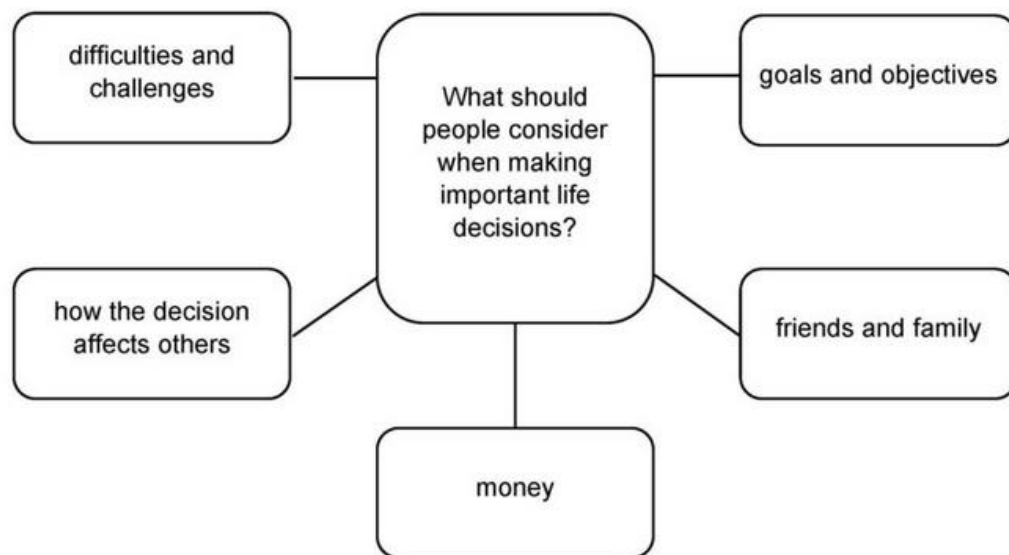 difficulties and
challenges
What should
people consider
when making
important life
decisions?
goals and objectives
how the decision
affects others
friends and family
money